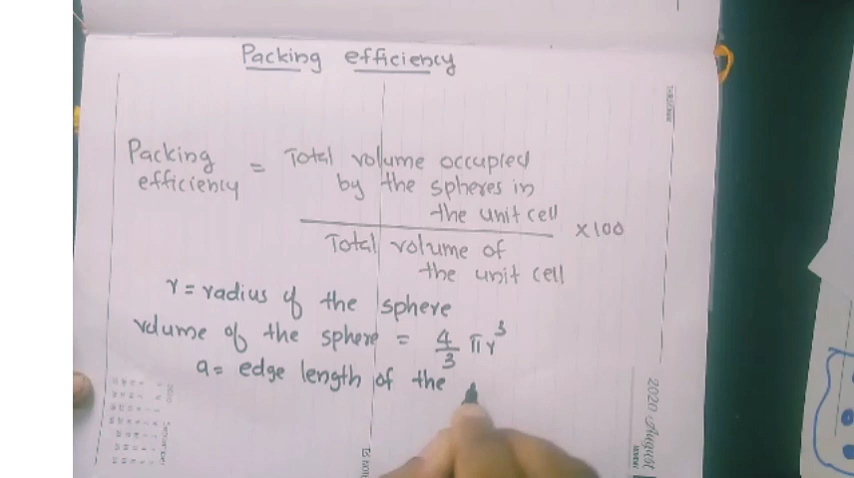 Packing efficiency
Packing
efficiency
=
Total volume occupied
by the spheres in
the unit cell
Total volume of
the unit cell
x100
r = radius of the sphere
volume of the sphere = 4/3 πr³
a = edge length of the
2020 August